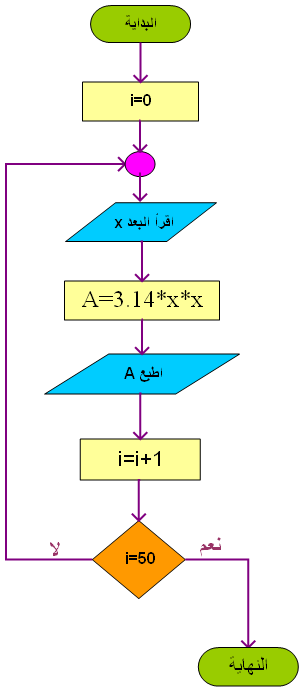 البداية
i=0
اقرأ البعد x
A=3.14*x*x
اطبع A
i=i+1
i=50
لا
نعم
النهاية